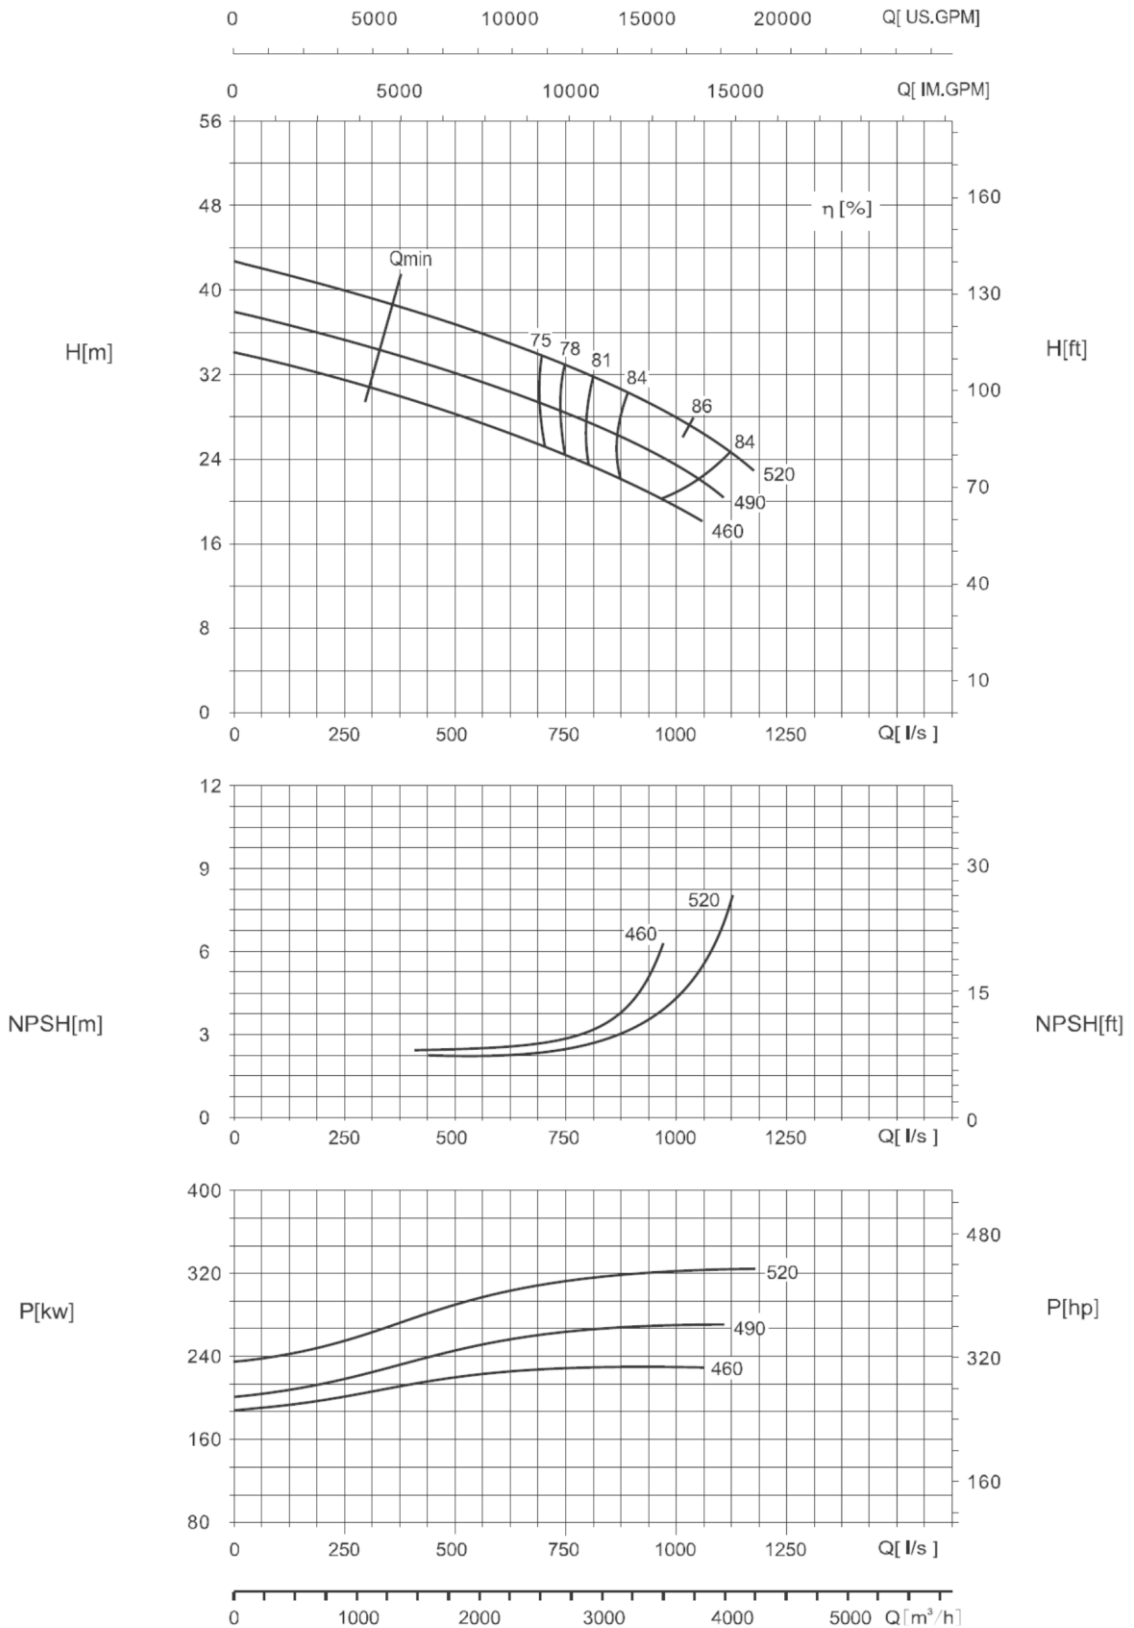 0 5000 10000 15000 20000 Q[ US.GPM]
0 5000 10000 15000 Q[ IM.GPM]
56
48 η [%] 160
Qmin
40 130
H[m] H[ft]
75 78 81 84
32 100
86
84
24 520
70
490
460
16
40
8
10
0
0 250 500 750 1000 1250 Q[ l/s ]
12
9 30
520
460
6
15
NPSH[m] 3 NPSH[ft]
0 0
0 250 500 750 1000 1250 Q[ l/s ]
400
480
320 520
P[kw] P[hp]
490
240 320
460
160
160
80
0 250 500 750 1000 1250 Q[ l/s ]
0 1000 2000 3000 4000 5000 Q[m³/h]